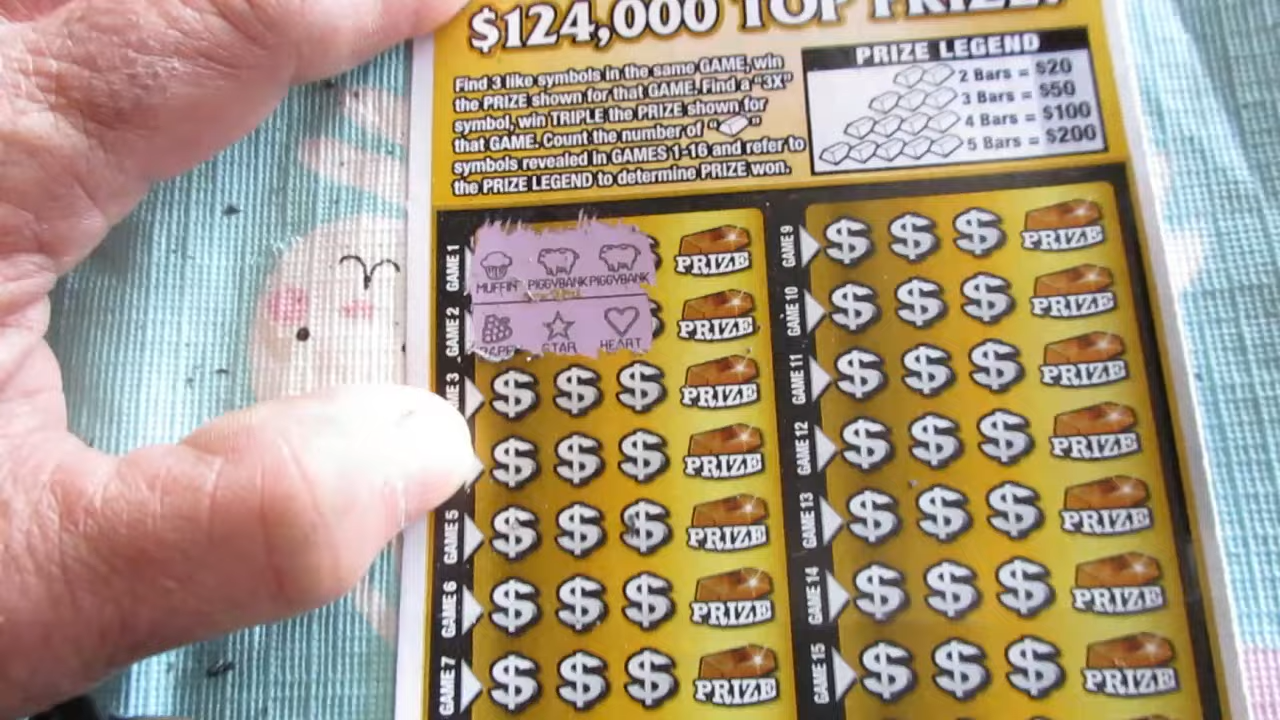 $124,000 TOP PRIZE!
Find 3 like symbols in the same GAME, win
the PRIZE shown for that GAME. Find a "3X"
symbol, win TRIPLE the PRIZE shown for
that GAME. Count the number of " "
symbols revealed in GAMES 1-16 and refer to
the PRIZE LEGEND to determine PRIZE won.
PRIZE LEGEND
2 Bars = $20
3 Bars = $50
4 Bars = $100
5 Bars = $200
GAME 1
MUFFIN PIGGYBANK PIGGYBANK
PRIZE
GAME 2
STAR HEART
PRIZE
3
$ $ $ PRIZE
$ $ $ PRIZE
GAME 5
$ $ $ PRIZE
GAME 6
$ $ $ PRIZE
GAME 7
$ $ $ PRIZE
GAME 9
$ $ $ PRIZE
GAME 10
$ $ $ PRIZE
GAME 11
$ $ $ PRIZE
GAME 12
$ $ $ PRIZE
GAME 13
$ $ $ PRIZE
GAME 14
$ $ $ PRIZE
GAME 15
$ $ $ PRIZE